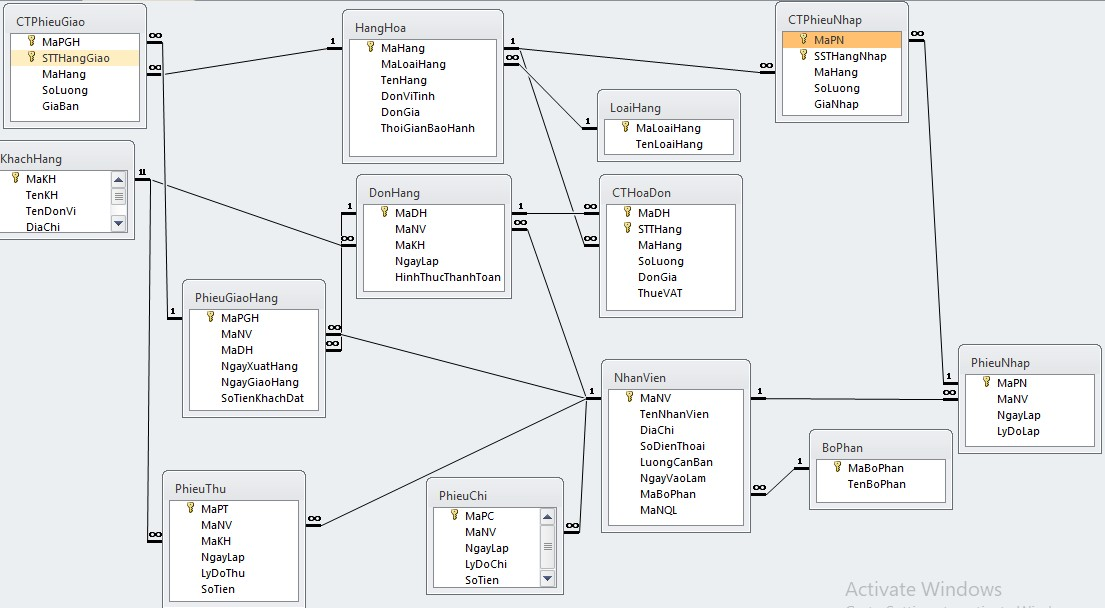 CTPhieuGiao
MaPGH
STTHangGiao
MaHang
SoLuong
GiaBan
HangHoa
MaHang
MaLoaiHang
TenHang
DonViTinh
DonGia
ThoiGianBaoHanh
CTPhieuNhap
MaPN
SSTHangNhap
MaHang
SoLuong
GiaNhap
LoaiHang
MaLoaiHang
TenLoaiHang
KhachHang
MaKH
TenKH
TenDonVi
DiaChi
DonHang
MaDH
MaNV
MaKH
NgayLap
HinhThucThanhToan
CTHoaDon
MaDH
STTHang
MaHang
SoLuong
DonGia
ThueVAT
PhieuGiaoHang
MaPGH
MaNV
MaDH
NgayXuatHang
NgayGiaoHang
SoTienKhachDat
NhanVien
MaNV
TenNhanVien
DiaChi
SoDienThoai
LuongCanBan
NgayVaoLam
MaBoPhan
MaNQL
PhieuNhap
MaPN
MaNV
NgayLap
LyDoLap
BoPhan
MaBoPhan
TenBoPhan
PhieuThu
MaPT
MaNV
MaKH
NgayLap
LyDoThu
SoTien
PhieuChi
MaPC
MaNV
NgayLap
LyDoChi
SoTien
Activate Windows